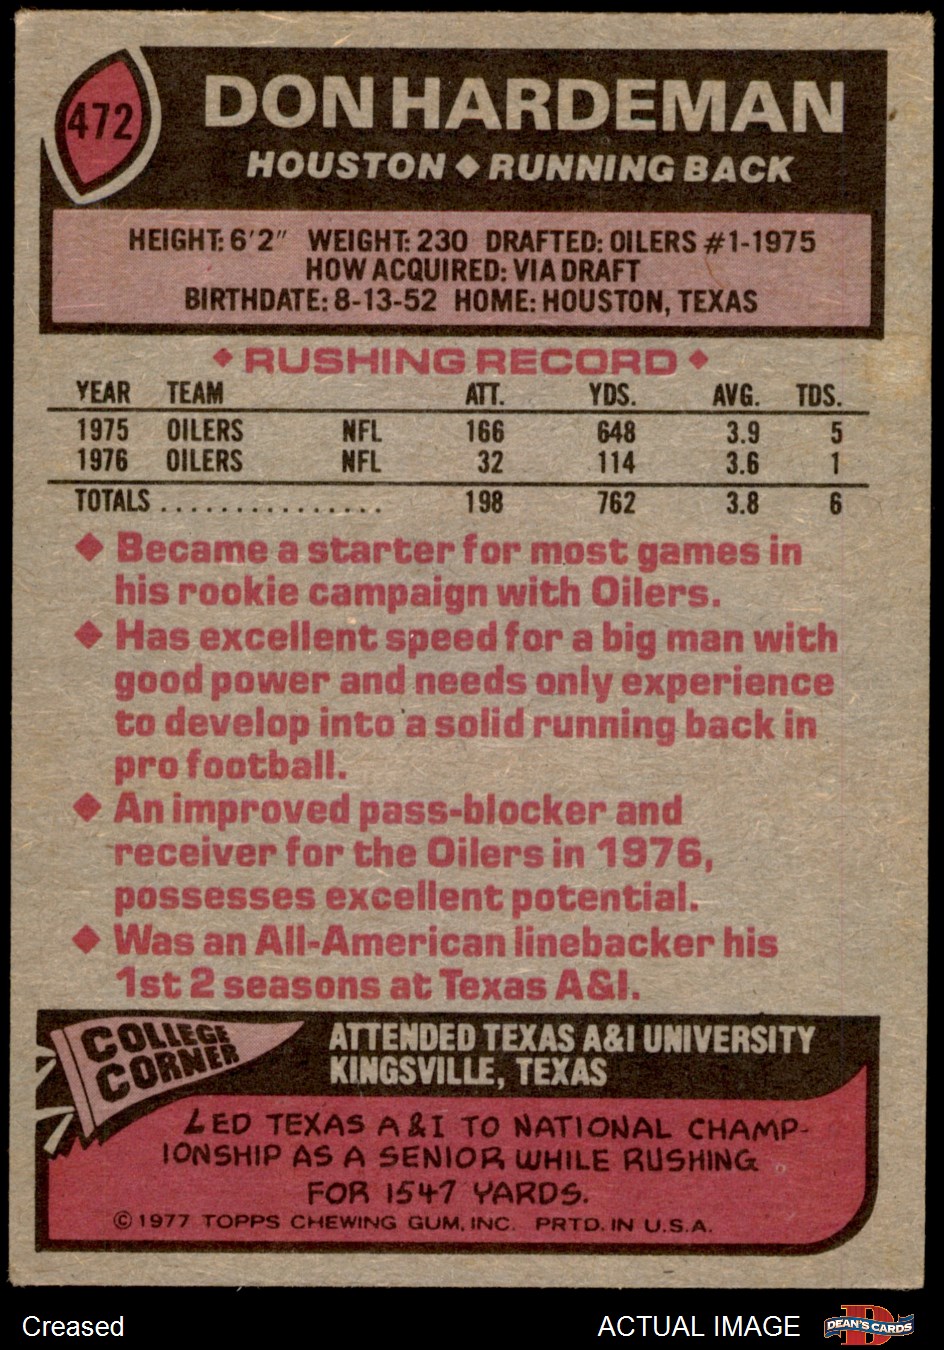 472
DON HARDEMAN
HOUSTON ◆ RUNNING BACK
HEIGHT: 6'2" WEIGHT: 230 DRAFTED: OILERS #1-1975
HOW ACQUIRED: VIA DRAFT
BIRTHDATE: 8-13-52 HOME: HOUSTON, TEXAS
◆ RUSHING RECORD ◆
YEAR TEAM ATT. YDS. AVG. TDS.
1975 OILERS NFL 166 648 3.9 5
1976 OILERS NFL 32 114 3.6 1
TOTALS ............... 198 762 3.8 6
◆ Became a starter for most games in
his rookie campaign with Oilers.
◆ Has excellent speed for a big man with
good power and needs only experience
to develop into a solid running back in
pro football.
◆ An improved pass-blocker and
receiver for the Oilers in 1976,
possesses excellent potential.
◆ Was an All-American linebacker his
1st 2 seasons at Texas A&I.
COLLEGE
CORNER
ATTENDED TEXAS A&I UNIVERSITY
KINGSVILLE, TEXAS
LED TEXAS A & I TO NATIONAL CHAMP-
IONSHIP AS A SENIOR WHILE RUSHING
FOR 1547 YARDS.
© 1977 TOPPS CHEWING GUM, INC. PRTD. IN U.S.A.
Creased
ACTUAL IMAGE
D
DEAN'S CARDS